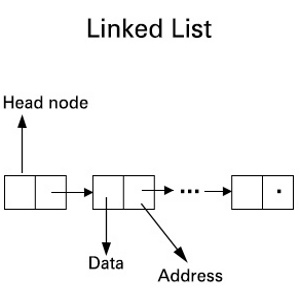 Linked List
Head node
Data
Address